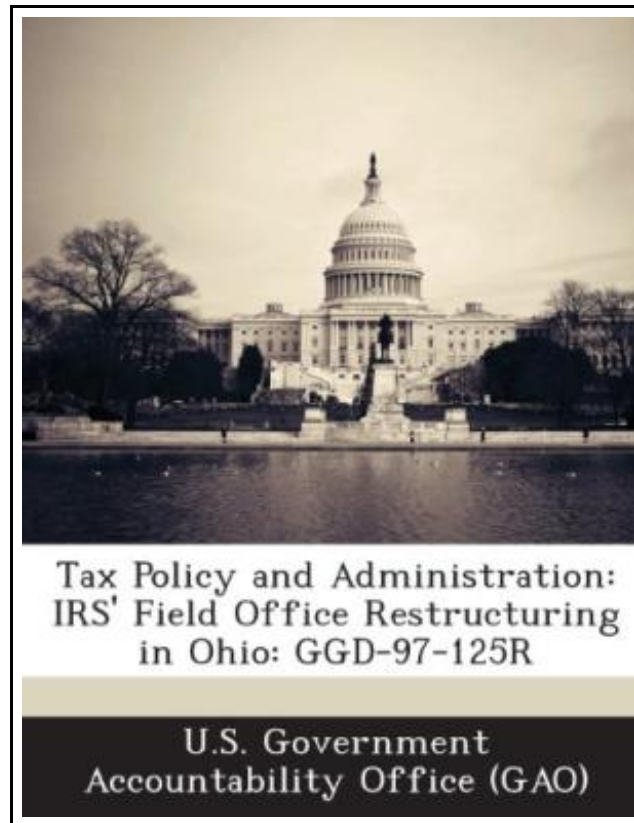 Tax Policy and Administration:
IRS' Field Office Restructuring
in Ohio: GGD-97-125R
U.S. Government
Accountability Office (GAO)